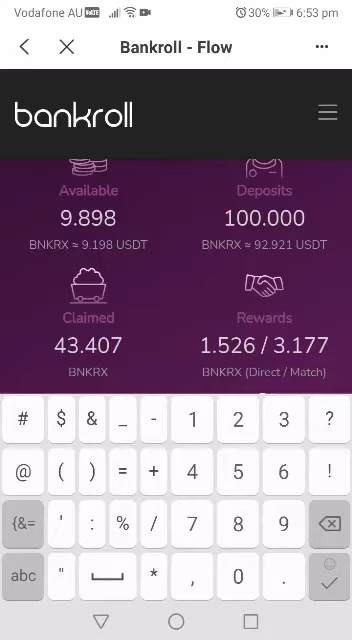 Vodafone AU VoLTE 30% 6:53 pm
Bankroll - Flow
bankroll
Available Deposits
9.898 100.000
BNKRX ≈ 9.198 USDT BNKRX ≈ 92.921 USDT
Claimed Rewards
43.407 1.526 / 3.177
BNKRX BNKRX (Direct / Match)
# $ & _ - 1 2 3 ?
@ ( ) = + 4 5 6 !
{&= ' : % / 7 8 9
abc " * , 0 .